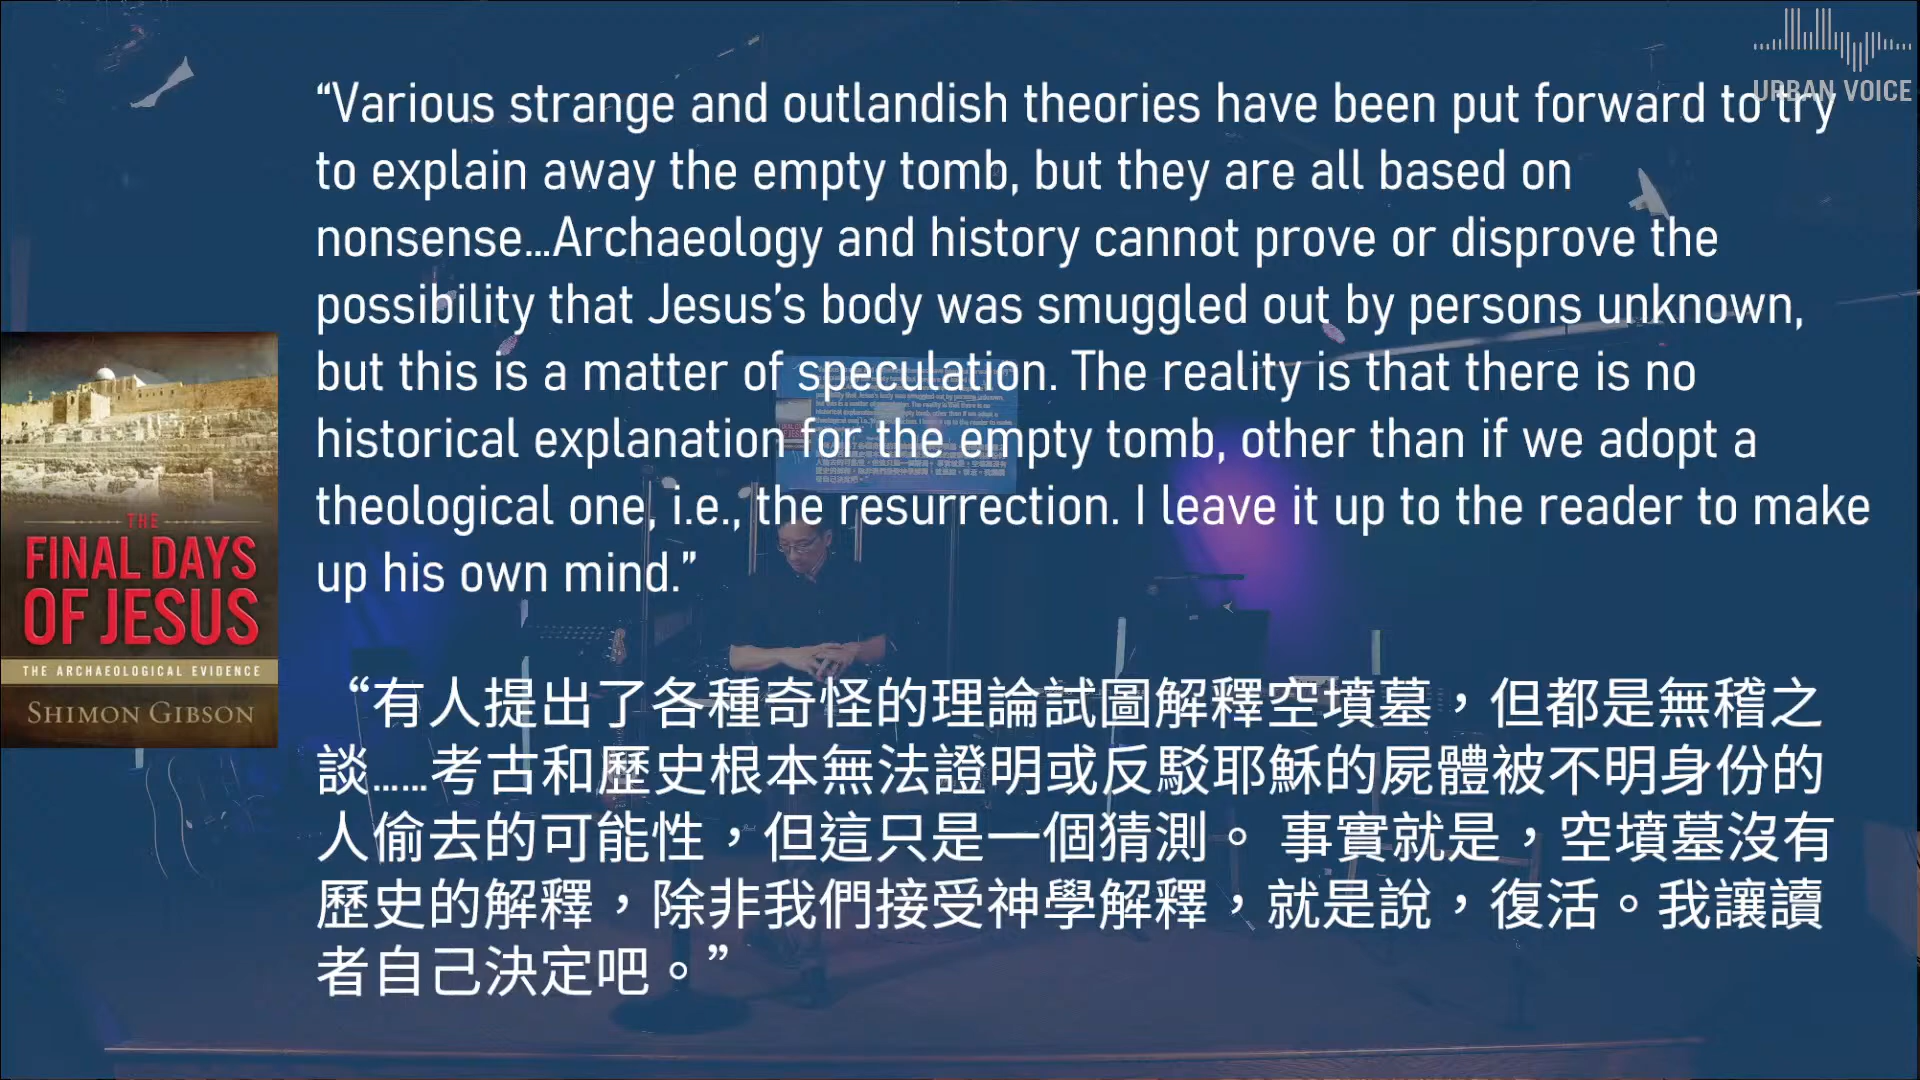 URBAN VOICE
“Various strange and outlandish theories have been put forward to try
to explain away the empty tomb, but they are all based on
nonsense…Archaeology and history cannot prove or disprove the
possibility that Jesus’s body was smuggled out by persons unknown,
but this is a matter of speculation. The reality is that there is no
historical explanation for the empty tomb, other than if we adopt a
theological one, i.e., the resurrection. I leave it up to the reader to make
up his own mind.”
THE
FINAL DAYS
OF JESUS
THE ARCHAEOLOGICAL EVIDENCE
SHIMON GIBSON
“有人提出了各種奇怪的理論試圖解釋空墳墓，但都是無稽之
談……考古和歷史根本無法證明或反駁耶穌的屍體被不明身份的
人偷去的可能性，但這只是一個猜測。 事實就是，空墳墓沒有
歷史的解釋，除非我們接受神學解釋，就是說，復活。我讓讀
者自己決定吧。”